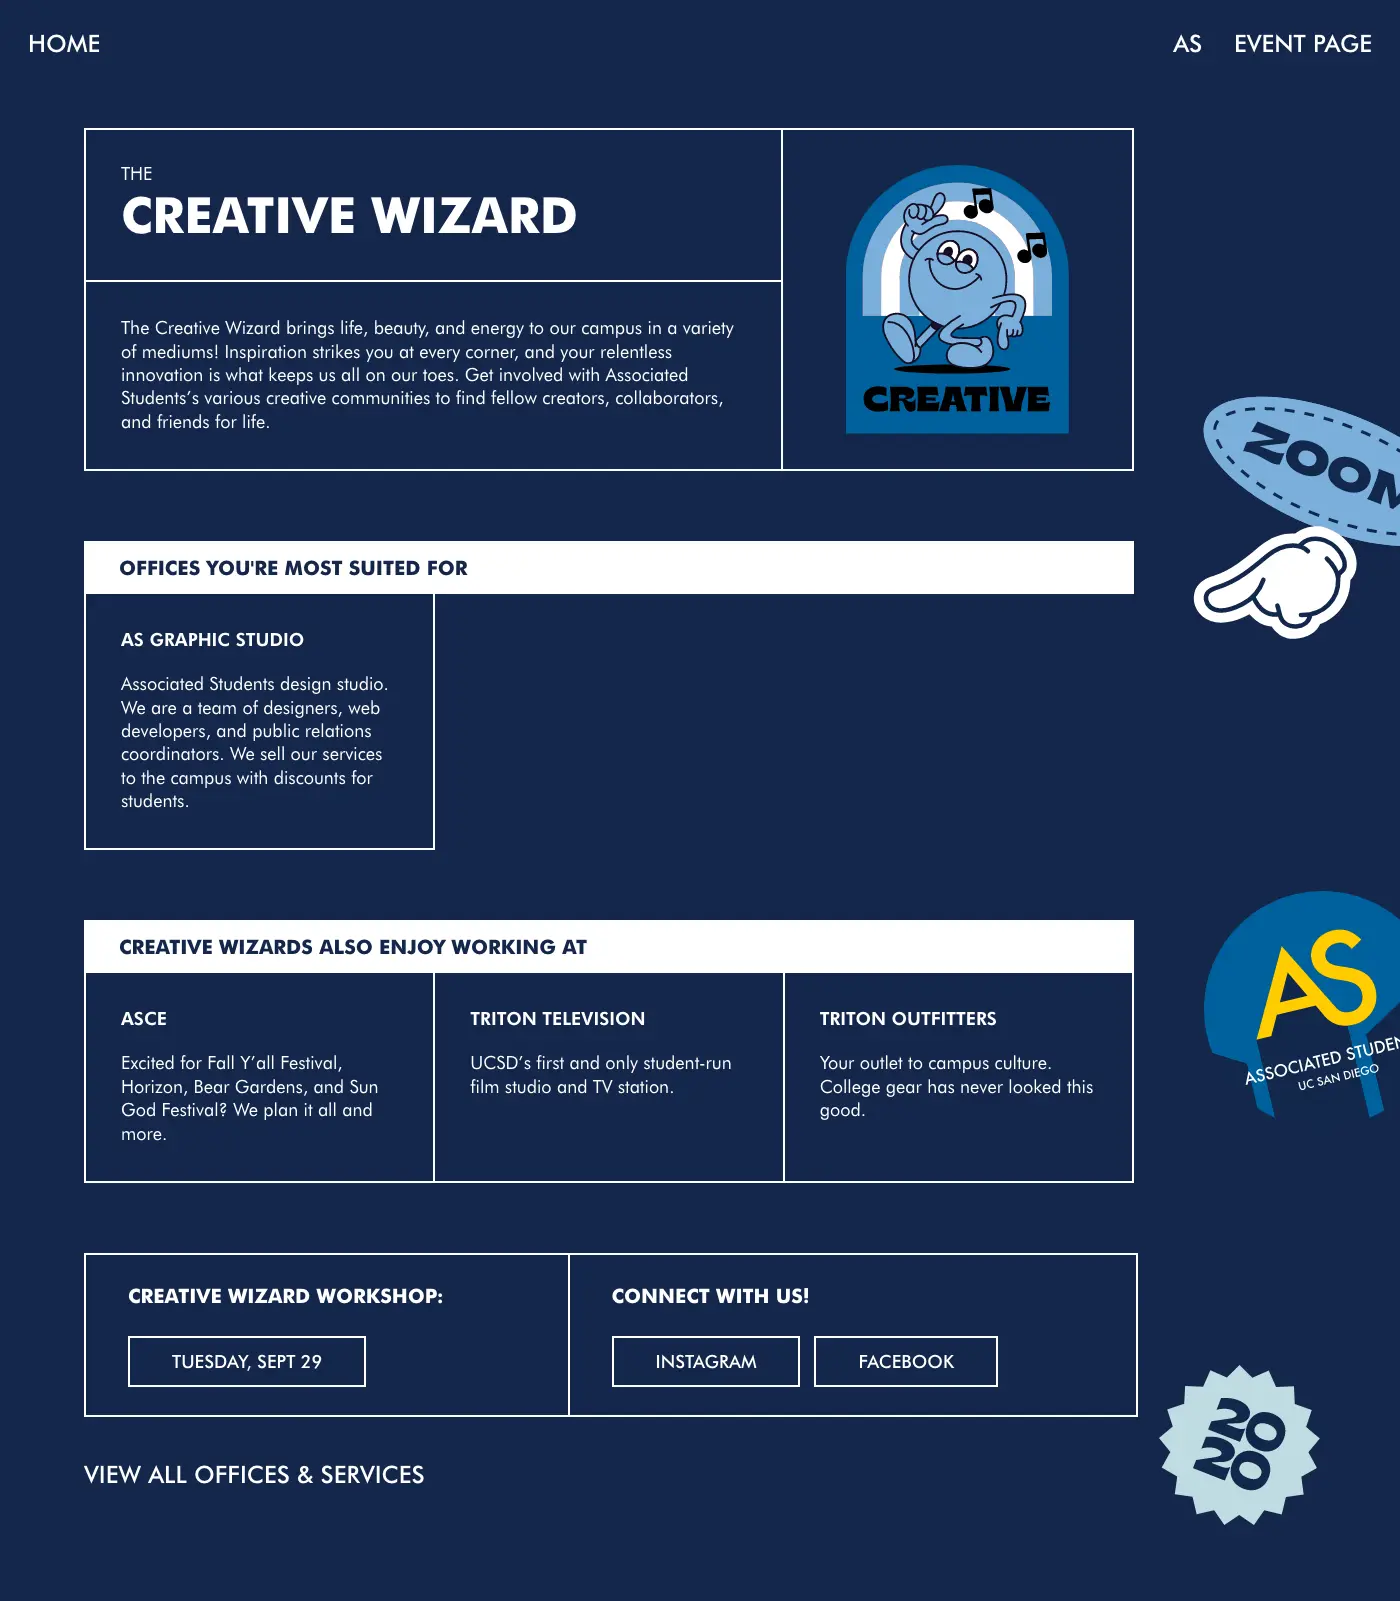 HOME
AS
EVENT PAGE
THE
CREATIVE WIZARD
The Creative Wizard brings life, beauty, and energy to our campus in a variety
of mediums! Inspiration strikes you at every corner, and your relentless
innovation is what keeps us all on our toes. Get involved with Associated
Students’s various creative communities to find fellow creators, collaborators,
and friends for life.
CREATIVE
ZOOM
OFFICES YOU'RE MOST SUITED FOR
AS GRAPHIC STUDIO
Associated Students design studio.
We are a team of designers, web
developers, and public relations
coordinators. We sell our services
to the campus with discounts for
students.
CREATIVE WIZARDS ALSO ENJOY WORKING AT
ASCE
Excited for Fall Y’all Festival,
Horizon, Bear Gardens, and Sun
God Festival? We plan it all and
more.
TRITON TELEVISION
UCSD’s first and only student-run
film studio and TV station.
TRITON OUTFITTERS
Your outlet to campus culture.
College gear has never looked this
good.
AS
ASSOCIATED STUDEN
UC SAN DIEGO
CREATIVE WIZARD WORKSHOP:
TUESDAY, SEPT 29
CONNECT WITH US!
INSTAGRAM
FACEBOOK
20
20
VIEW ALL OFFICES & SERVICES